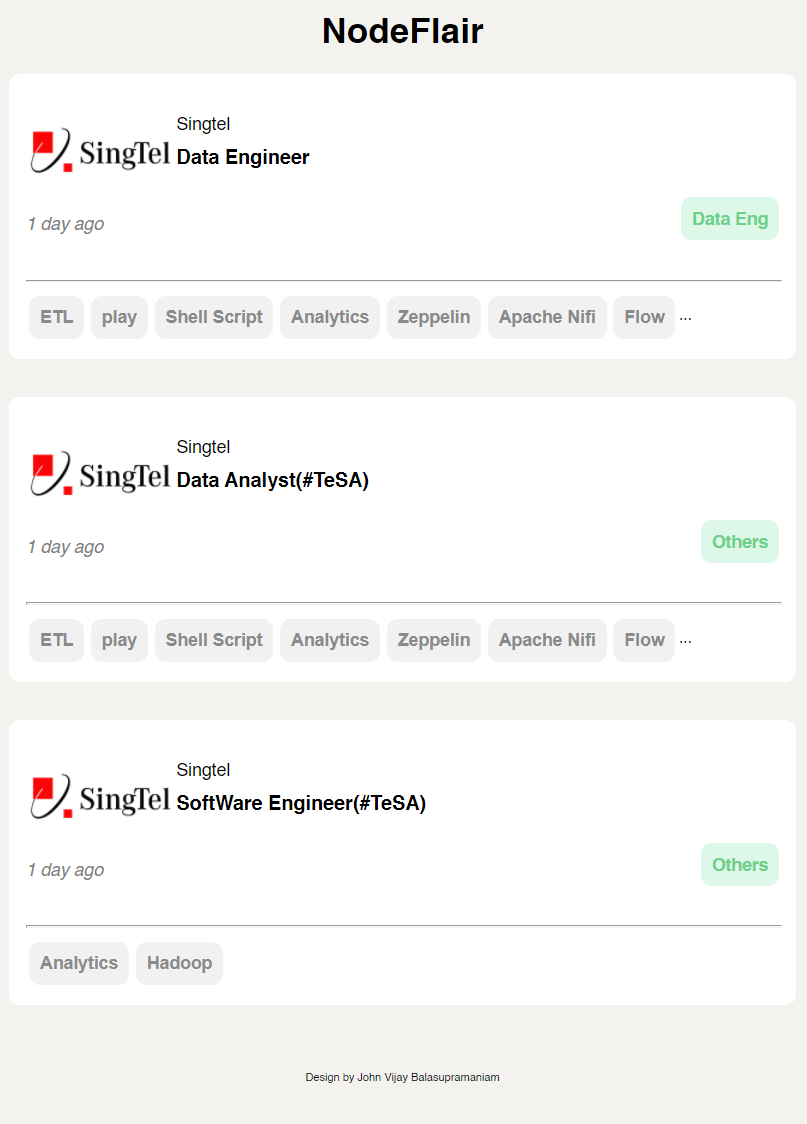 NodeFlair
Singtel
SingTel Data Engineer
1 day ago
Data Eng
ETL play Shell Script Analytics Zeppelin Apache Nifi Flow ...
Singtel
SingTel Data Analyst(#TeSA)
1 day ago
Others
ETL play Shell Script Analytics Zeppelin Apache Nifi Flow ...
Singtel
SingTel SoftWare Engineer(#TeSA)
1 day ago
Others
Analytics Hadoop
Design by John Vijay Balasupramaniam